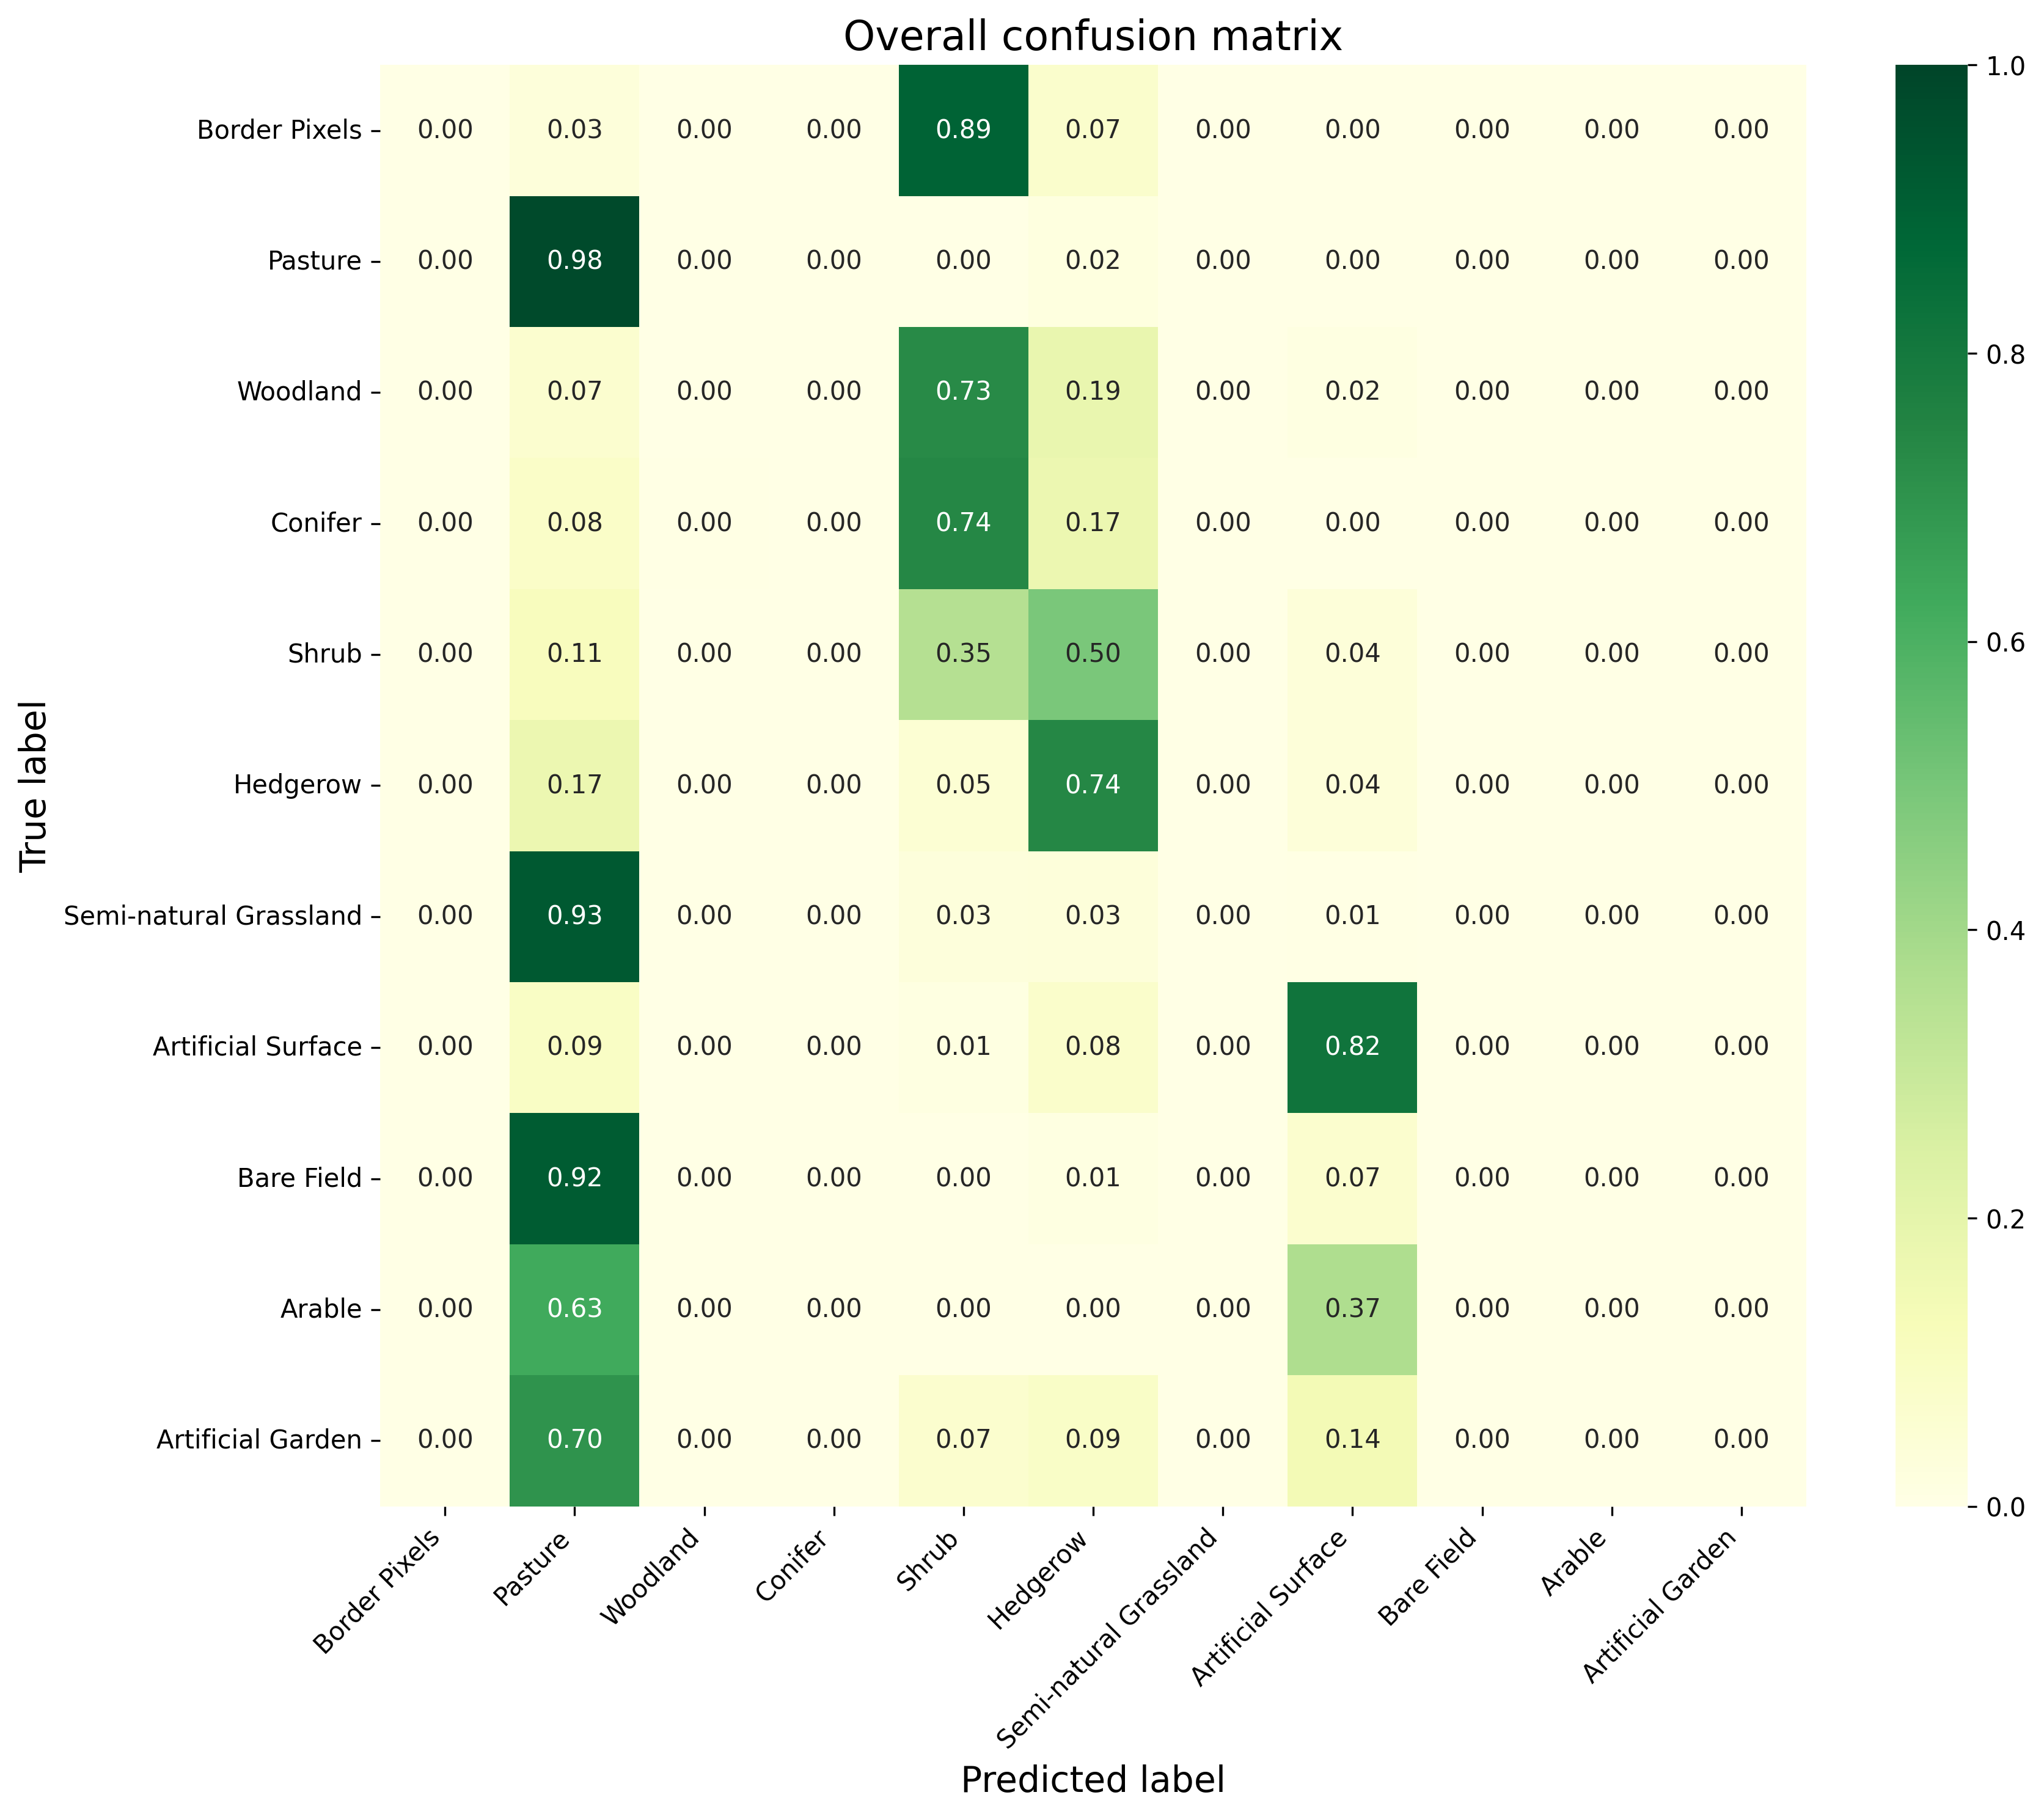 Overall confusion matrix
True label
Border Pixels 0.00 0.03 0.00 0.00 0.89 0.07 0.00 0.00 0.00 0.00 0.00
Pasture 0.00 0.98 0.00 0.00 0.00 0.02 0.00 0.00 0.00 0.00 0.00
Woodland 0.00 0.07 0.00 0.00 0.73 0.19 0.00 0.02 0.00 0.00 0.00
Conifer 0.00 0.08 0.00 0.00 0.74 0.17 0.00 0.00 0.00 0.00 0.00
Shrub 0.00 0.11 0.00 0.00 0.35 0.50 0.00 0.04 0.00 0.00 0.00
Hedgerow 0.00 0.17 0.00 0.00 0.05 0.74 0.00 0.04 0.00 0.00 0.00
Semi-natural Grassland 0.00 0.93 0.00 0.00 0.03 0.03 0.00 0.01 0.00 0.00 0.00
Artificial Surface 0.00 0.09 0.00 0.00 0.01 0.08 0.00 0.82 0.00 0.00 0.00
Bare Field 0.00 0.92 0.00 0.00 0.00 0.01 0.00 0.07 0.00 0.00 0.00
Arable 0.00 0.63 0.00 0.00 0.00 0.00 0.00 0.37 0.00 0.00 0.00
Artificial Garden 0.00 0.70 0.00 0.00 0.07 0.09 0.00 0.14 0.00 0.00 0.00
Border Pixels
Pasture
Woodland
Conifer
Shrub
Hedgerow
Semi-natural Grassland
Artificial Surface
Bare Field
Arable
Artificial Garden
Predicted label
1.0
0.8
0.6
0.4
0.2
0.0